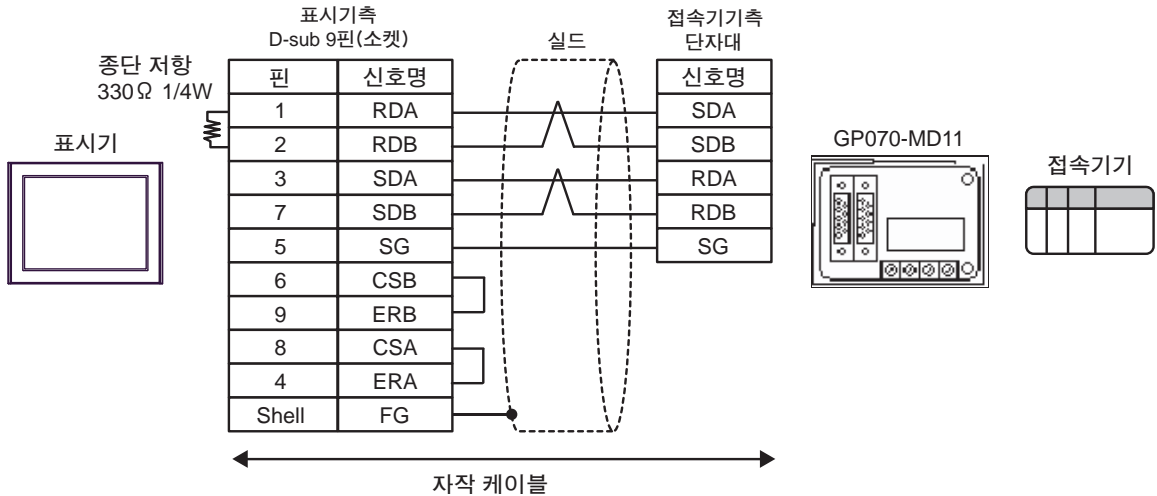 표시기측
D-sub 9핀(소켓)
실드
접속기기측
단자대
종단 저항
330Ω 1/4W
핀 신호명 신호명
1 RDA SDA
2 RDB SDB
3 SDA RDA
7 SDB RDB
5 SG SG
6 CSB
9 ERB
8 CSA
4 ERA
Shell FG
표시기
GP070-MD11
접속기기
자작 케이블